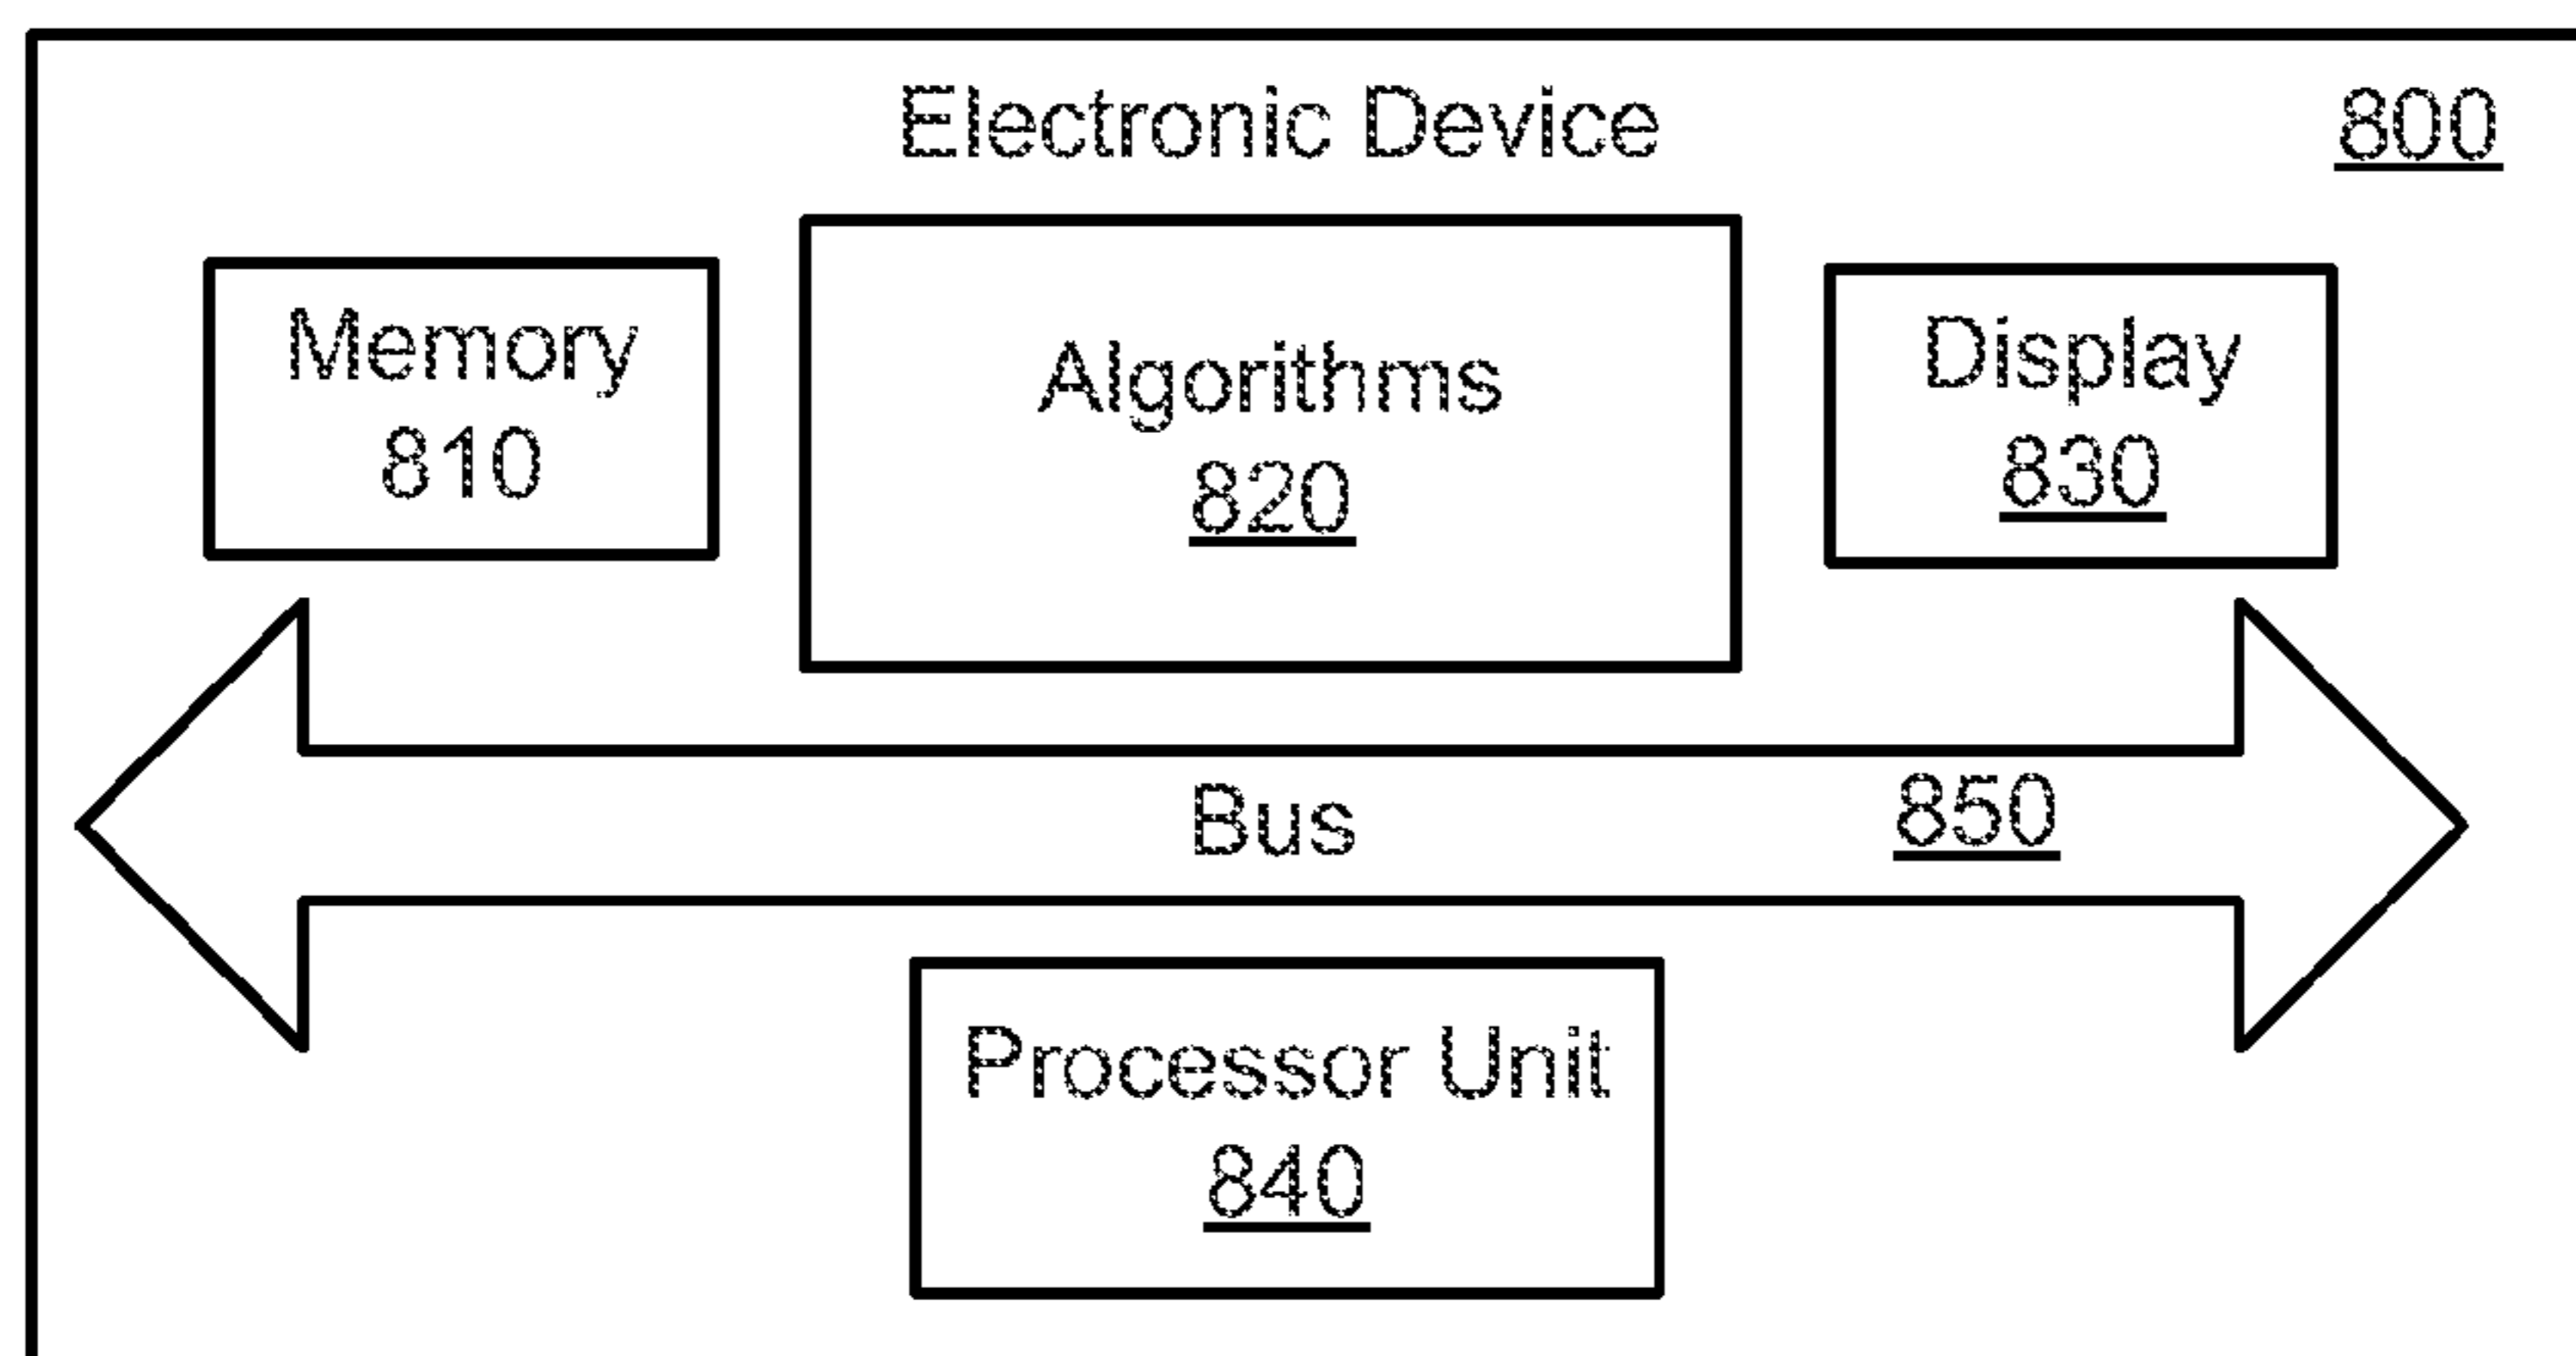 Electronic Device
800
Memory
810
Algorithms
820
Display
830
Bus
850
Processor Unit
840